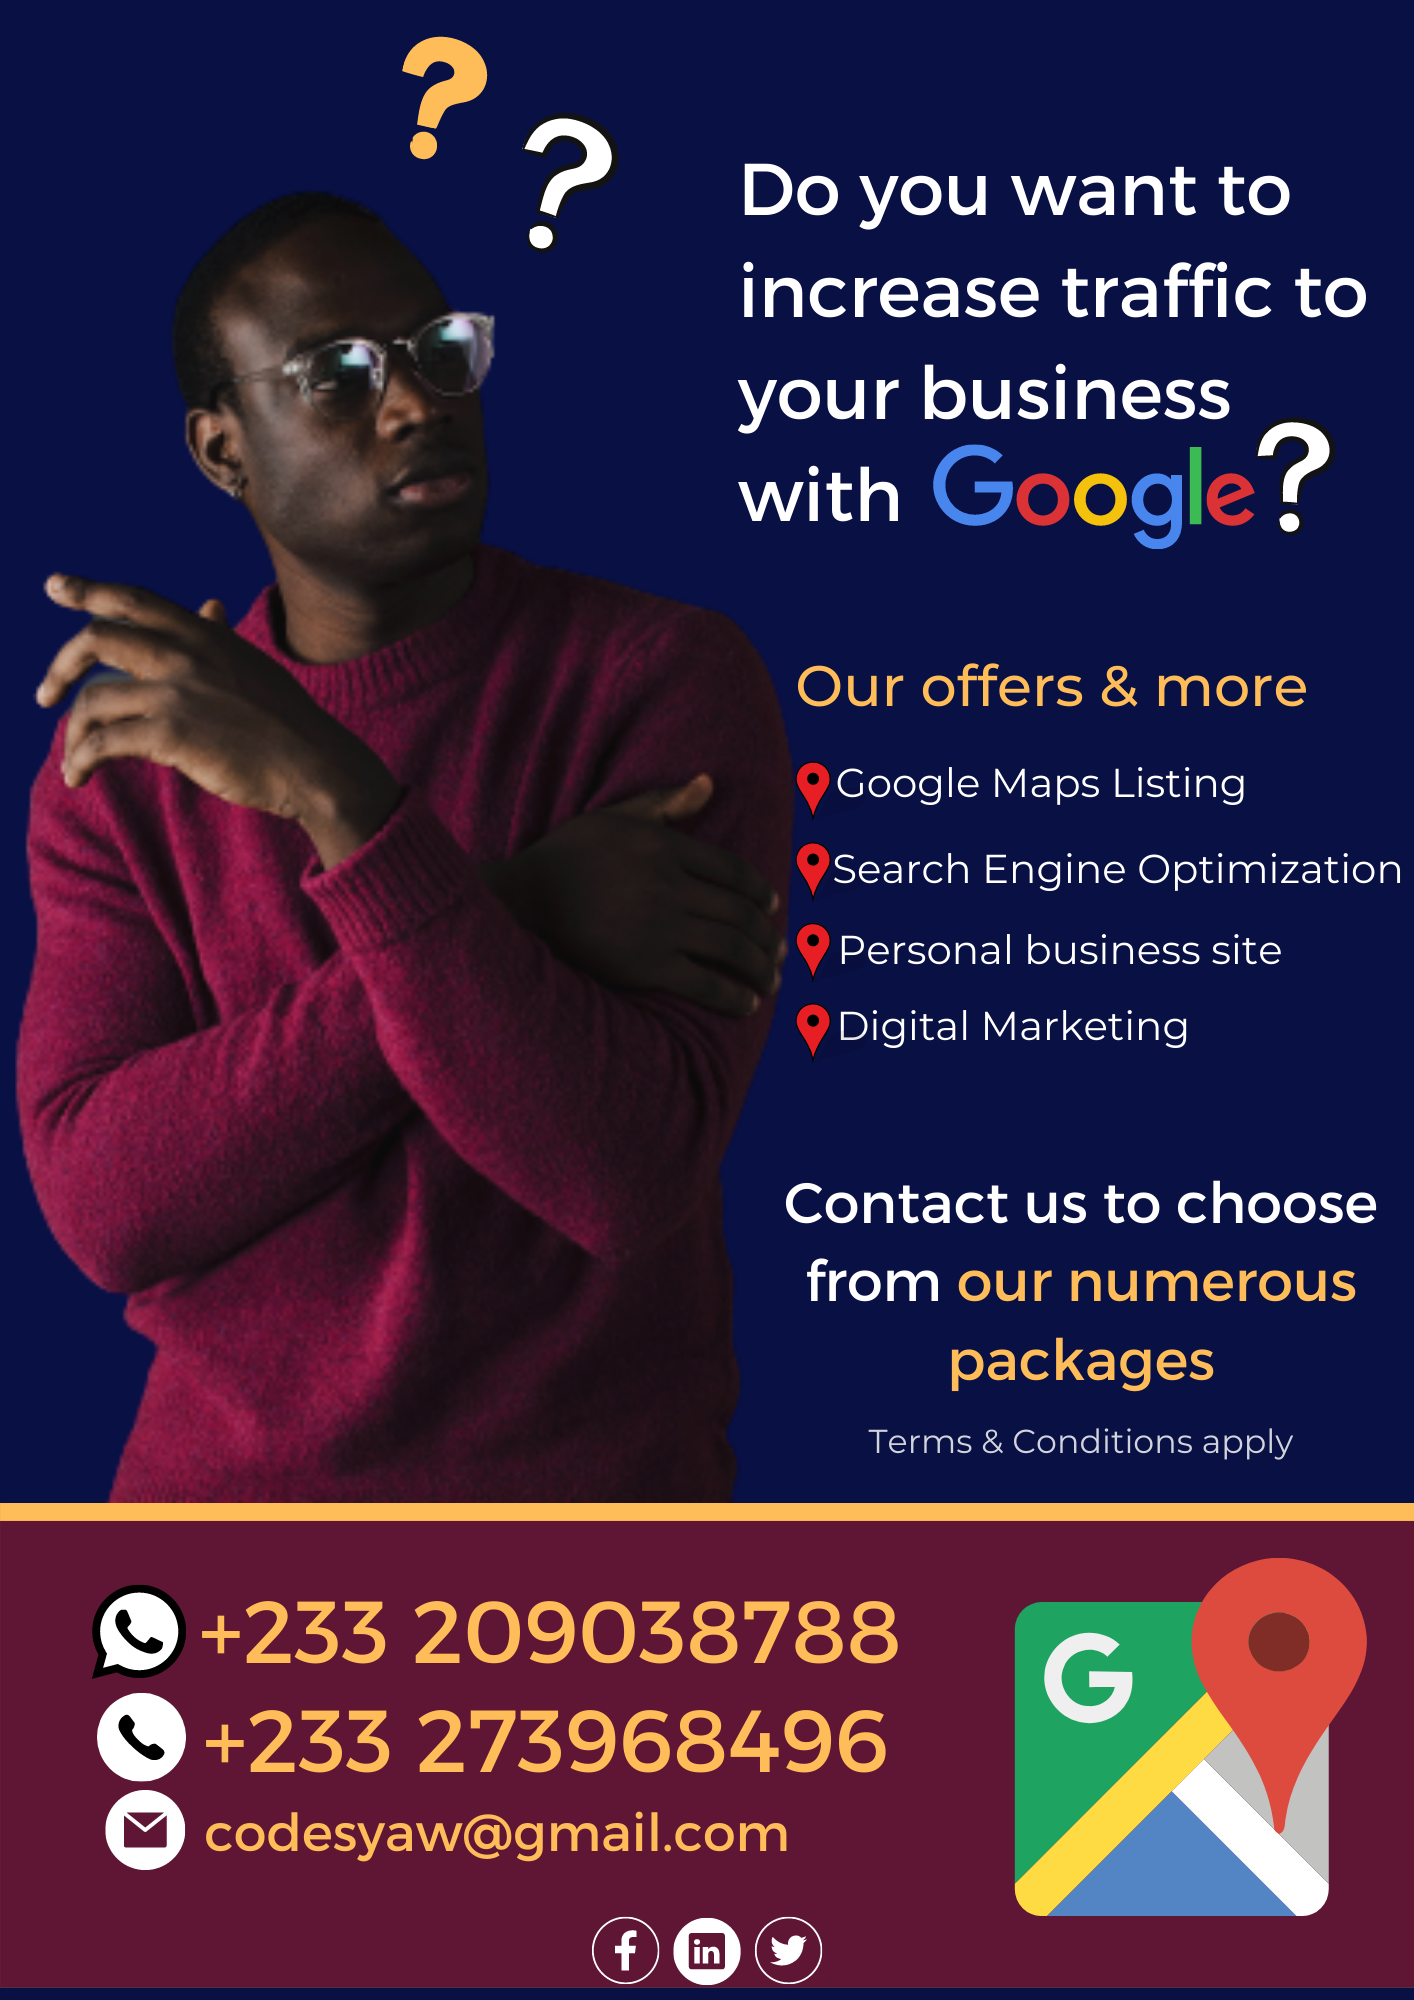 ?
?
Do you want to
increase traffic to
your business
with Google?
Our offers & more
Google Maps Listing
Search Engine Optimization
Personal business site
Digital Marketing
Contact us to choose
from our numerous
packages
Terms & Conditions apply
+233 209038788
+233 273968496
codesyaw@gmail.com
G
f in